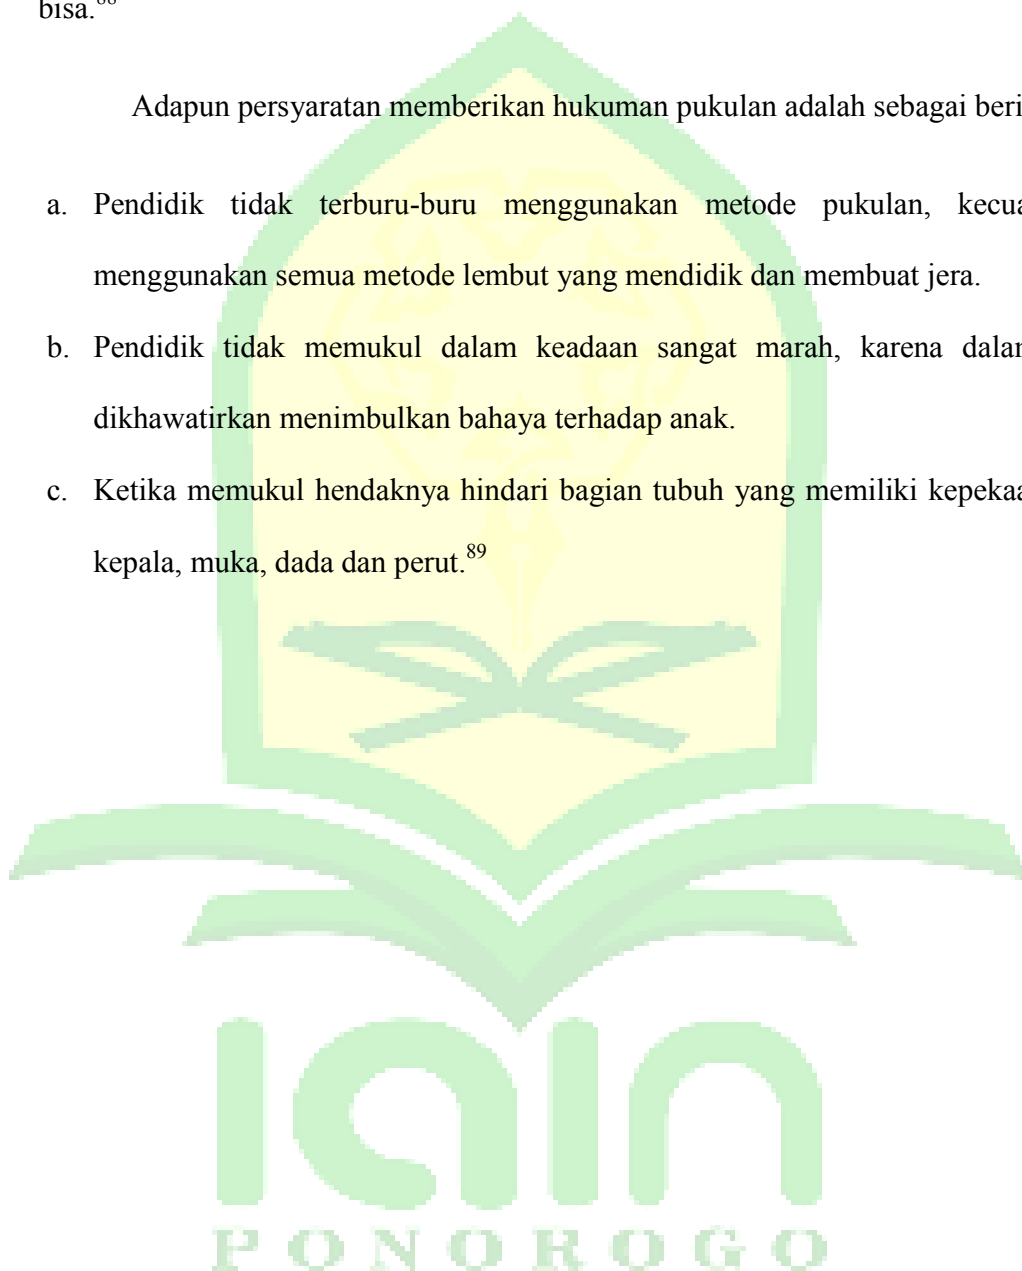 bisa.88
Adapun persyaratan memberikan hukuman pukulan adalah sebagai beri
a. Pendidik tidak terburu-buru menggunakan metode pukulan, kecua
menggunakan semua metode lembut yang mendidik dan membuat jera.
b. Pendidik tidak memukul dalam keadaan sangat marah, karena dalam
dikhawatirkan menimbulkan bahaya terhadap anak.
c. Ketika memukul hendaknya hindari bagian tubuh yang memiliki kepekaa
kepala, muka, dada dan perut.89
iain
PONOROGO